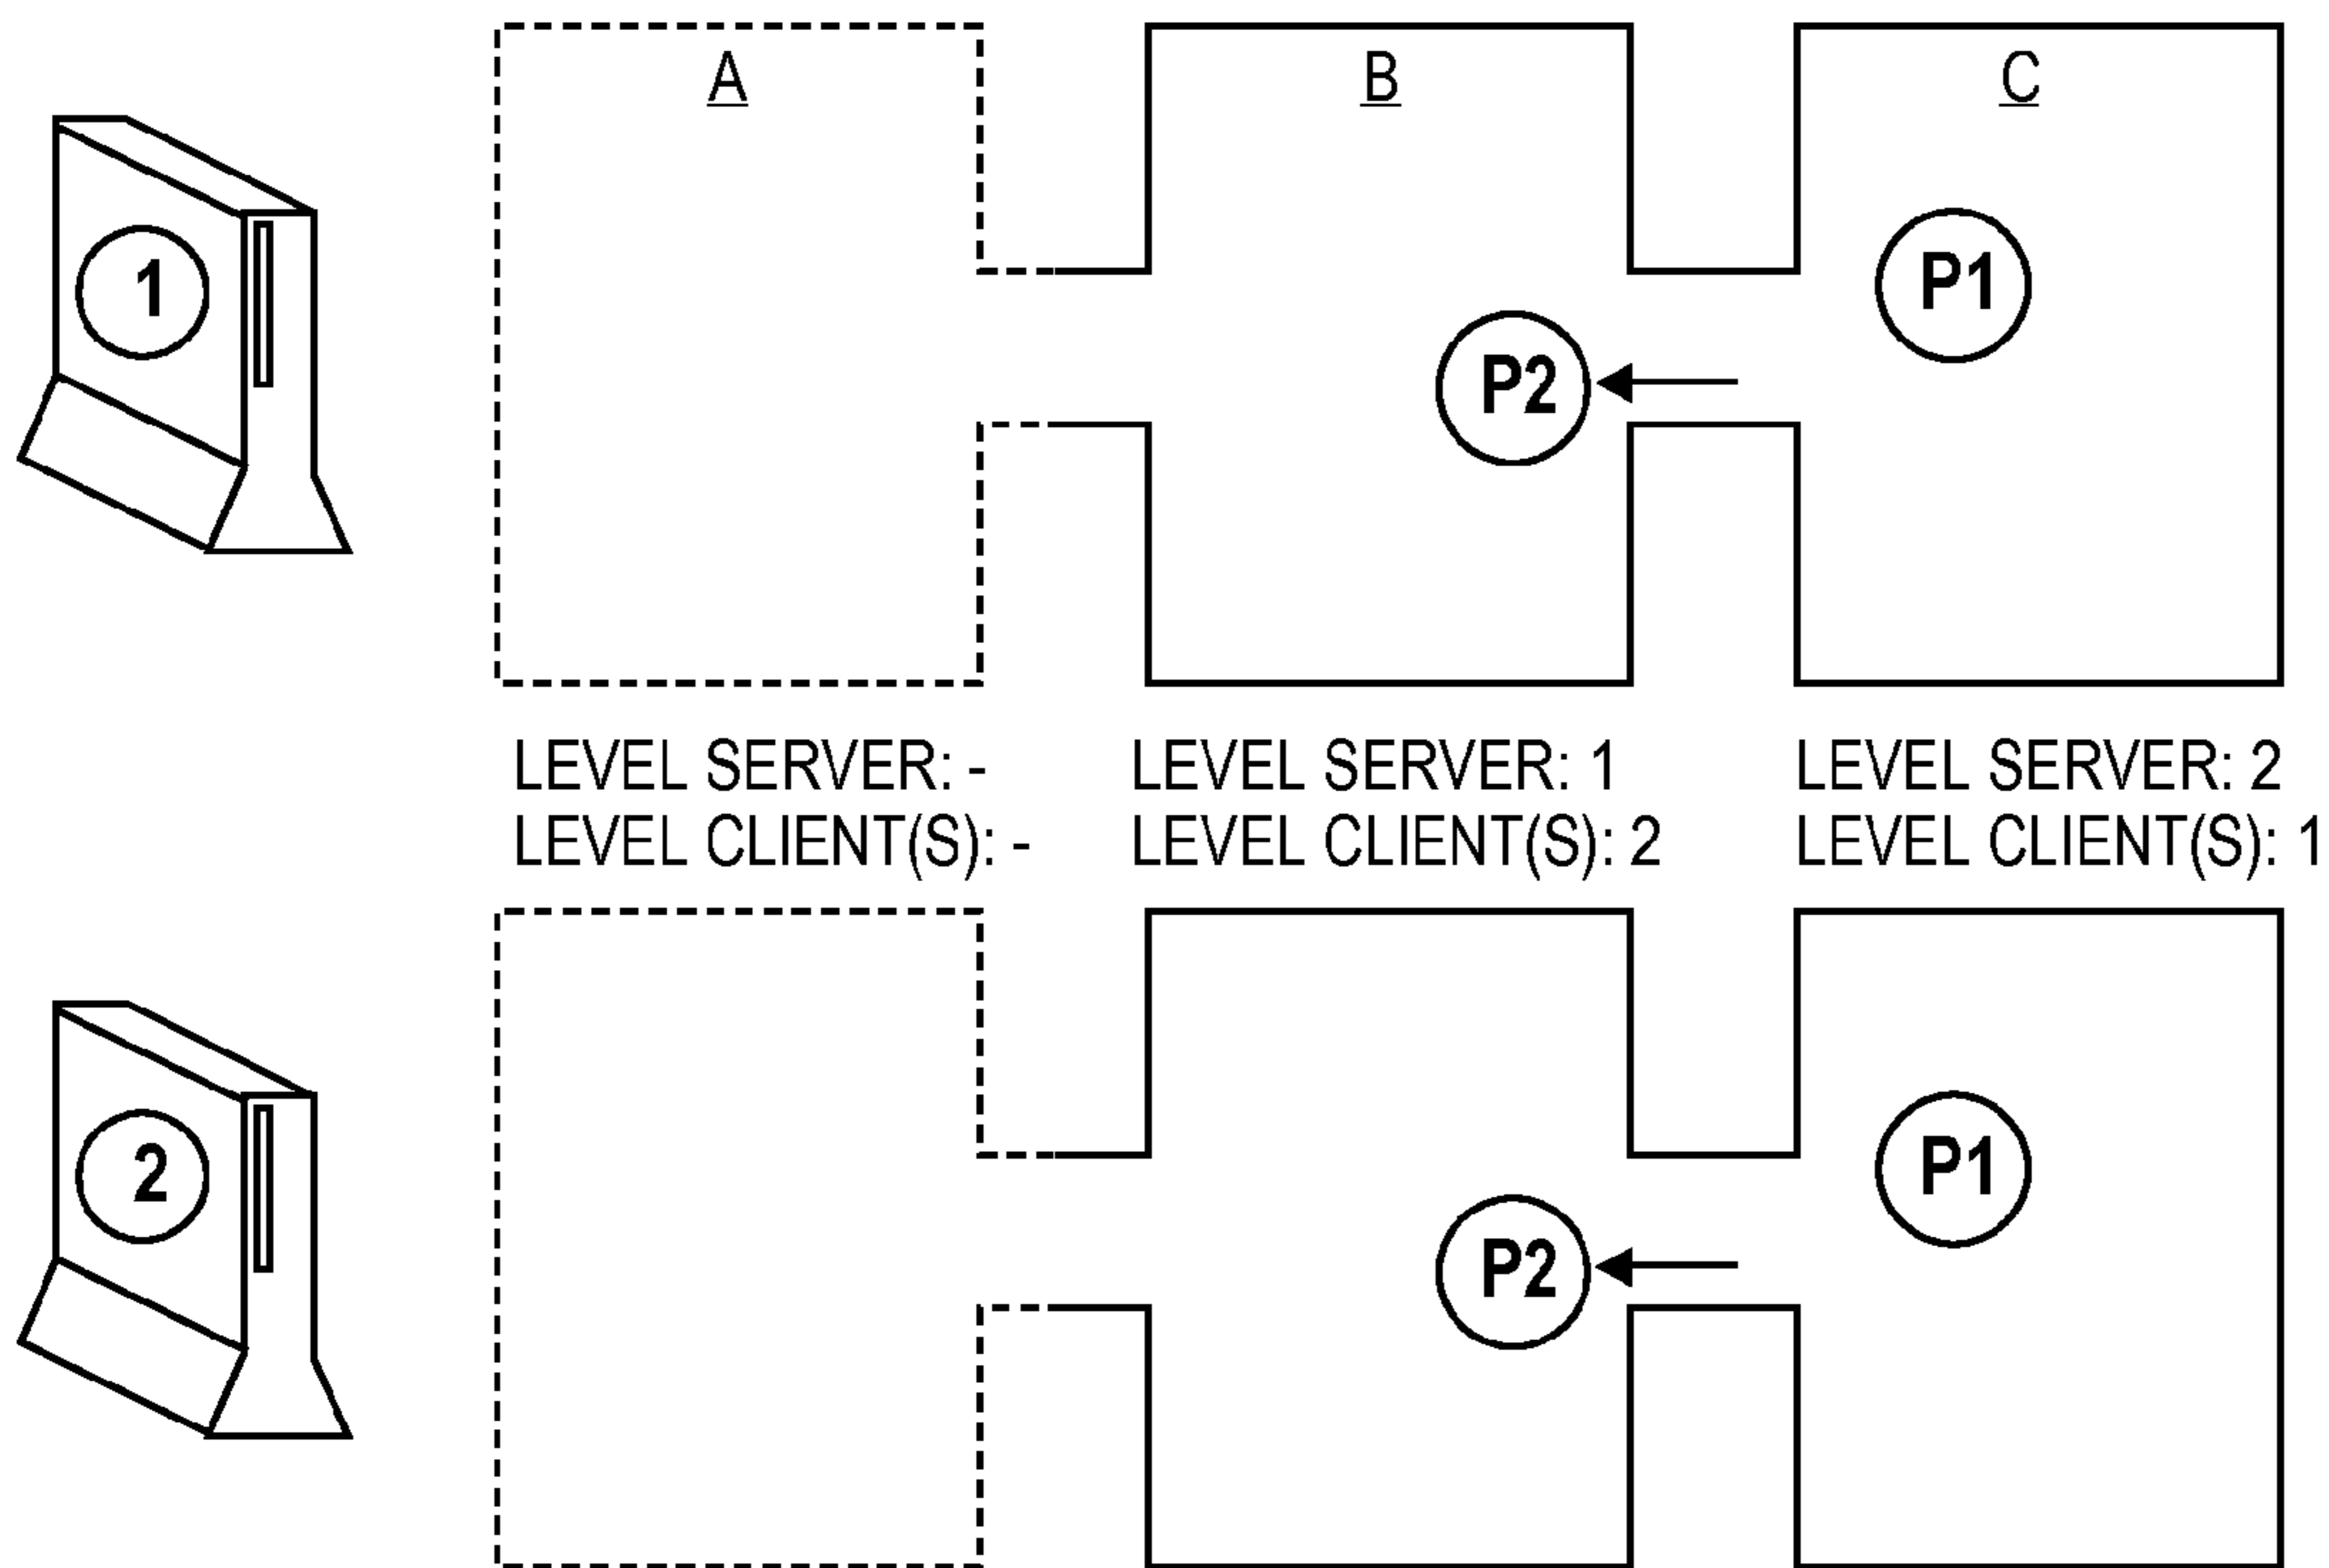 A B C
1
P1
P2
LEVEL SERVER: - LEVEL SERVER: 1 LEVEL SERVER: 2
LEVEL CLIENT(S): - LEVEL CLIENT(S): 2 LEVEL CLIENT(S): 1
2
P1
P2